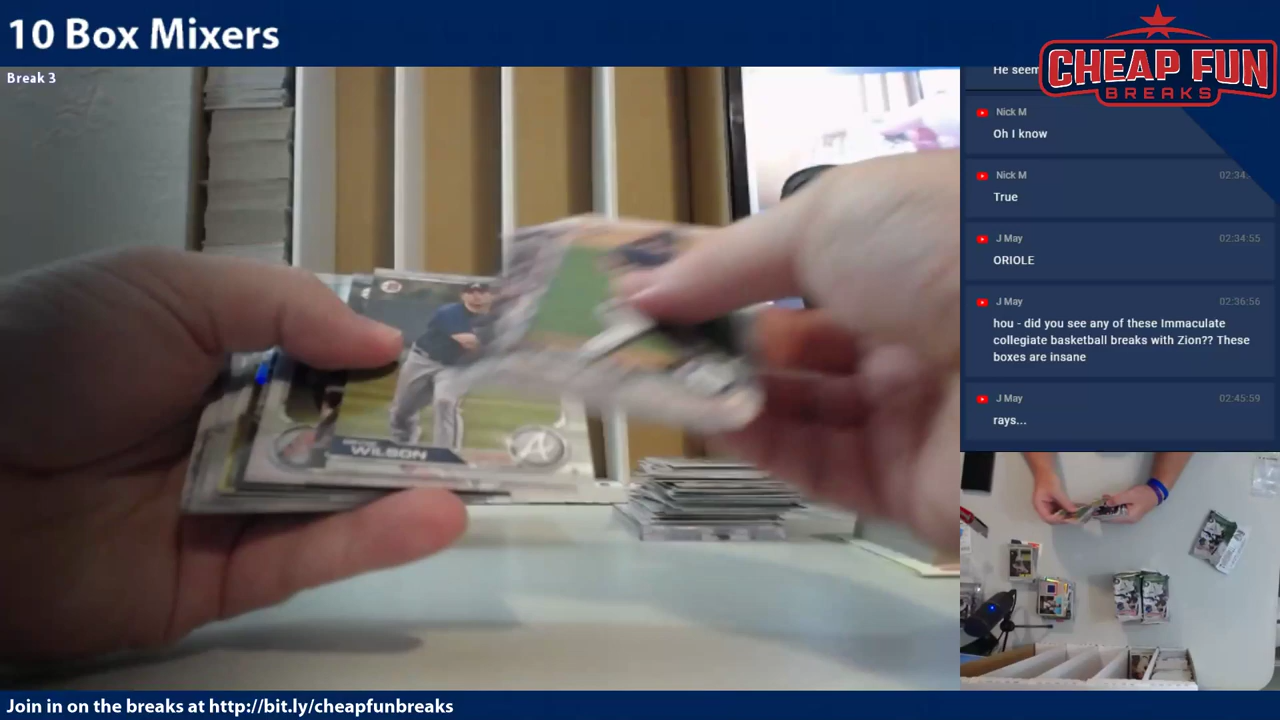 10 Box Mixers
Break 3
CHEAP FUN
BREAKS
He seem
Nick M
Oh I know
Nick M 02:34
True
J May 02:34:55
ORIOLE
J May 02:36:56
hou - did you see any of these Immaculate
collegiate basketball breaks with Zion?? These
boxes are insane
J May 02:45:59
rays...
WILSON
A
Join in on the breaks at http://bit.ly/cheapfunbreaks